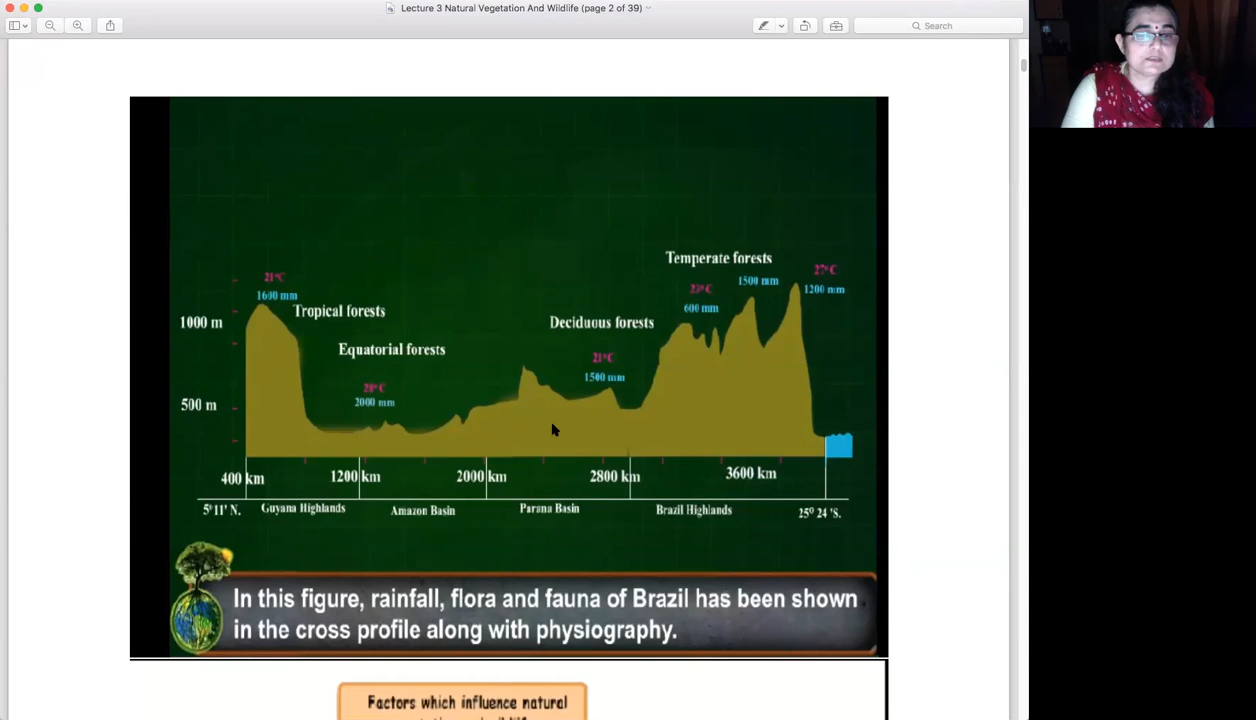 Lecture 3 Natural Vegetation And Wildlife (page 2 of 39)
Search
Temperate forests
27°C
1500 mm
1200 mm
21°C
23°C
1600 mm
600 mm
Tropical forests
1000 m
Deciduous forests
Equatorial forests
21°C
1500 mm
2000 mm
500 m
400 km
1200 km
2000 km
2800 km
3600 km
5°11' N.
Guyana Highlands
Amazon Basin
Parana Basin
Brazil Highlands
25° 24 'S.
In this figure, rainfall, flora and fauna of Brazil has been shown
in the cross profile along with physiography.
Factors which influence natural